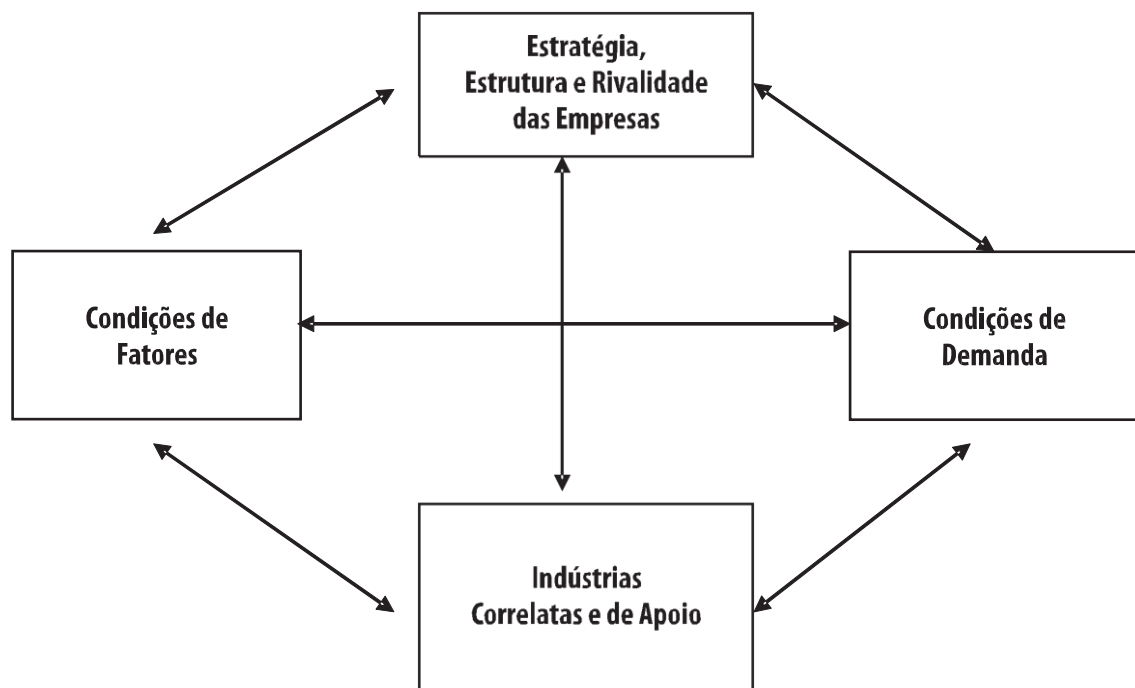 Estratégia,
Estrutura e Rivalidade
das Empresas
Condições de
Fatores
Condições de
Demanda
Indústrias
Correlatas e de Apoio